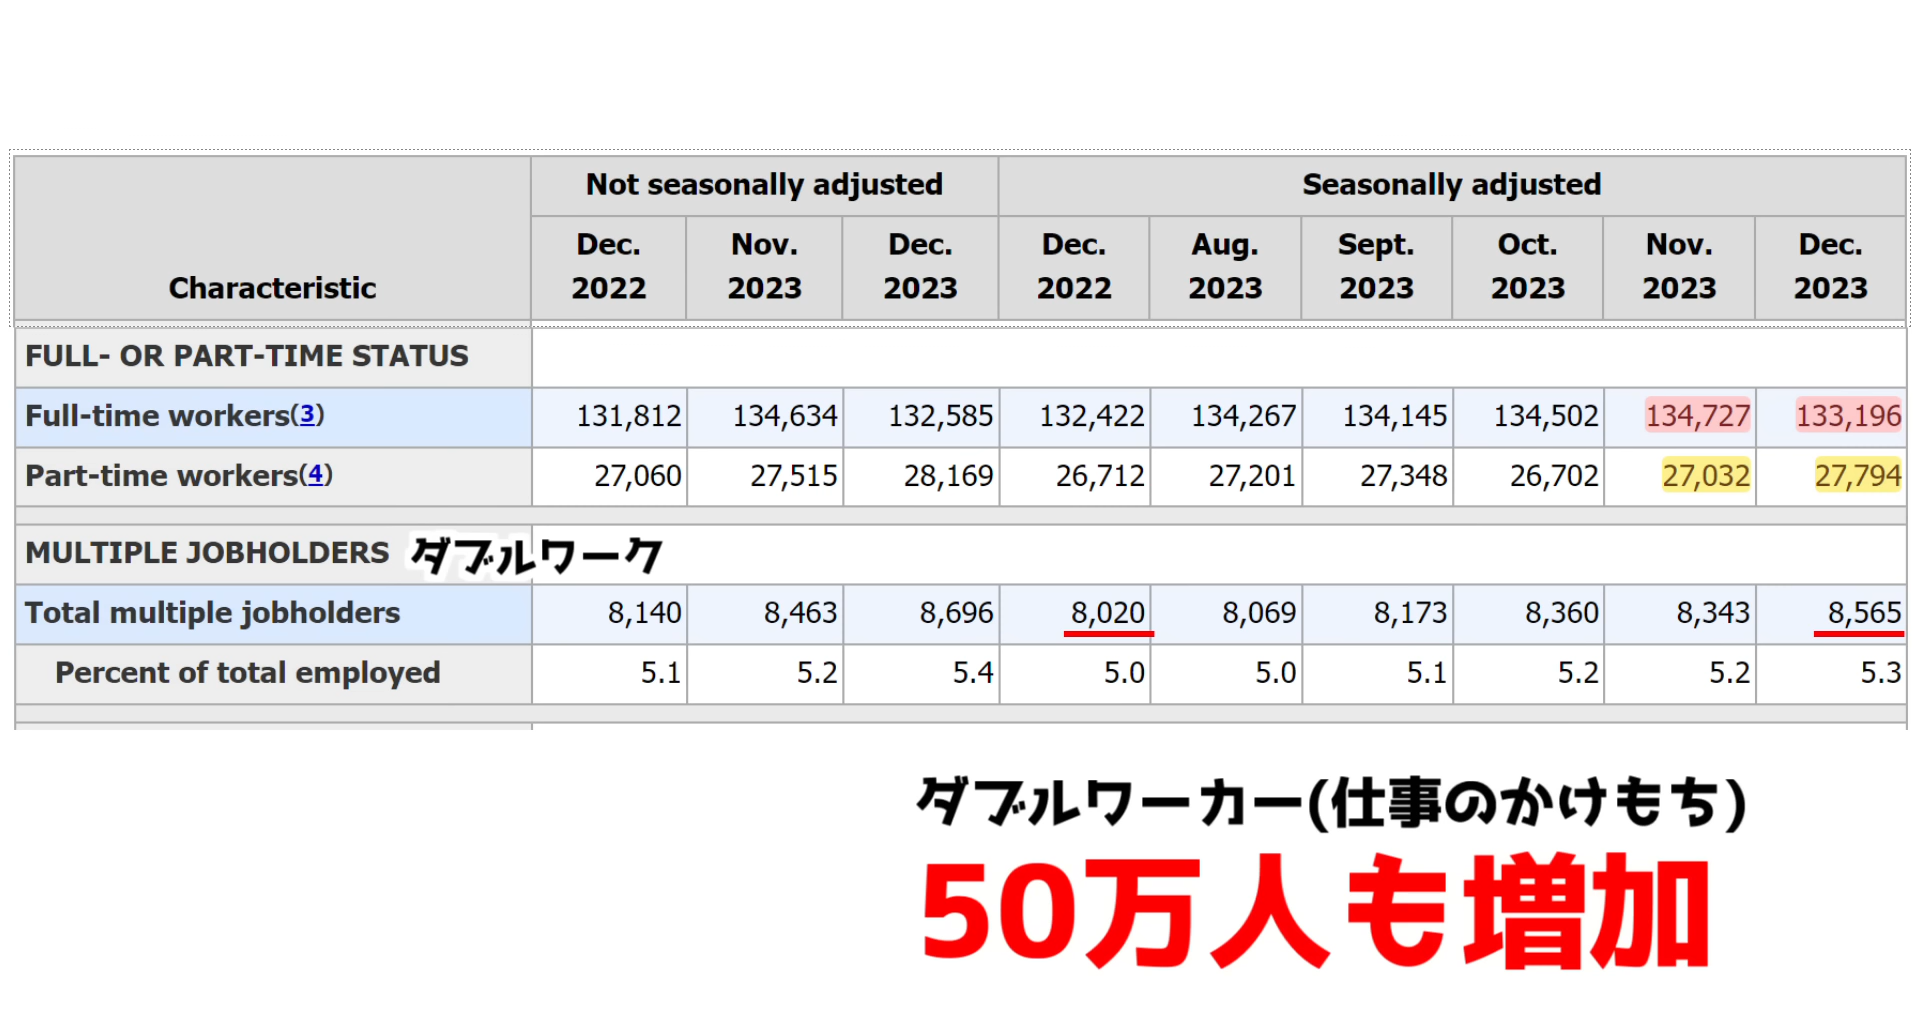 Not seasonally adjusted Seasonally adjusted
Characteristic Dec. 2022 Nov. 2023 Dec. 2023 Dec. 2022 Aug. 2023 Sept. 2023 Oct. 2023 Nov. 2023 Dec. 2023
FULL- OR PART-TIME STATUS
Full-time workers(3) 131,812 134,634 132,585 132,422 134,267 134,145 134,502 134,727 133,196
Part-time workers(4) 27,060 27,515 28,169 26,712 27,201 27,348 26,702 27,032 27,794
MULTIPLE JOBHOLDERS ダブルワーク
Total multiple jobholders 8,140 8,463 8,696 8,020 8,069 8,173 8,360 8,343 8,565
Percent of total employed 5.1 5.2 5.4 5.0 5.0 5.1 5.2 5.2 5.3
ダブルワーカー(仕事のかけもち)
50万人も増加